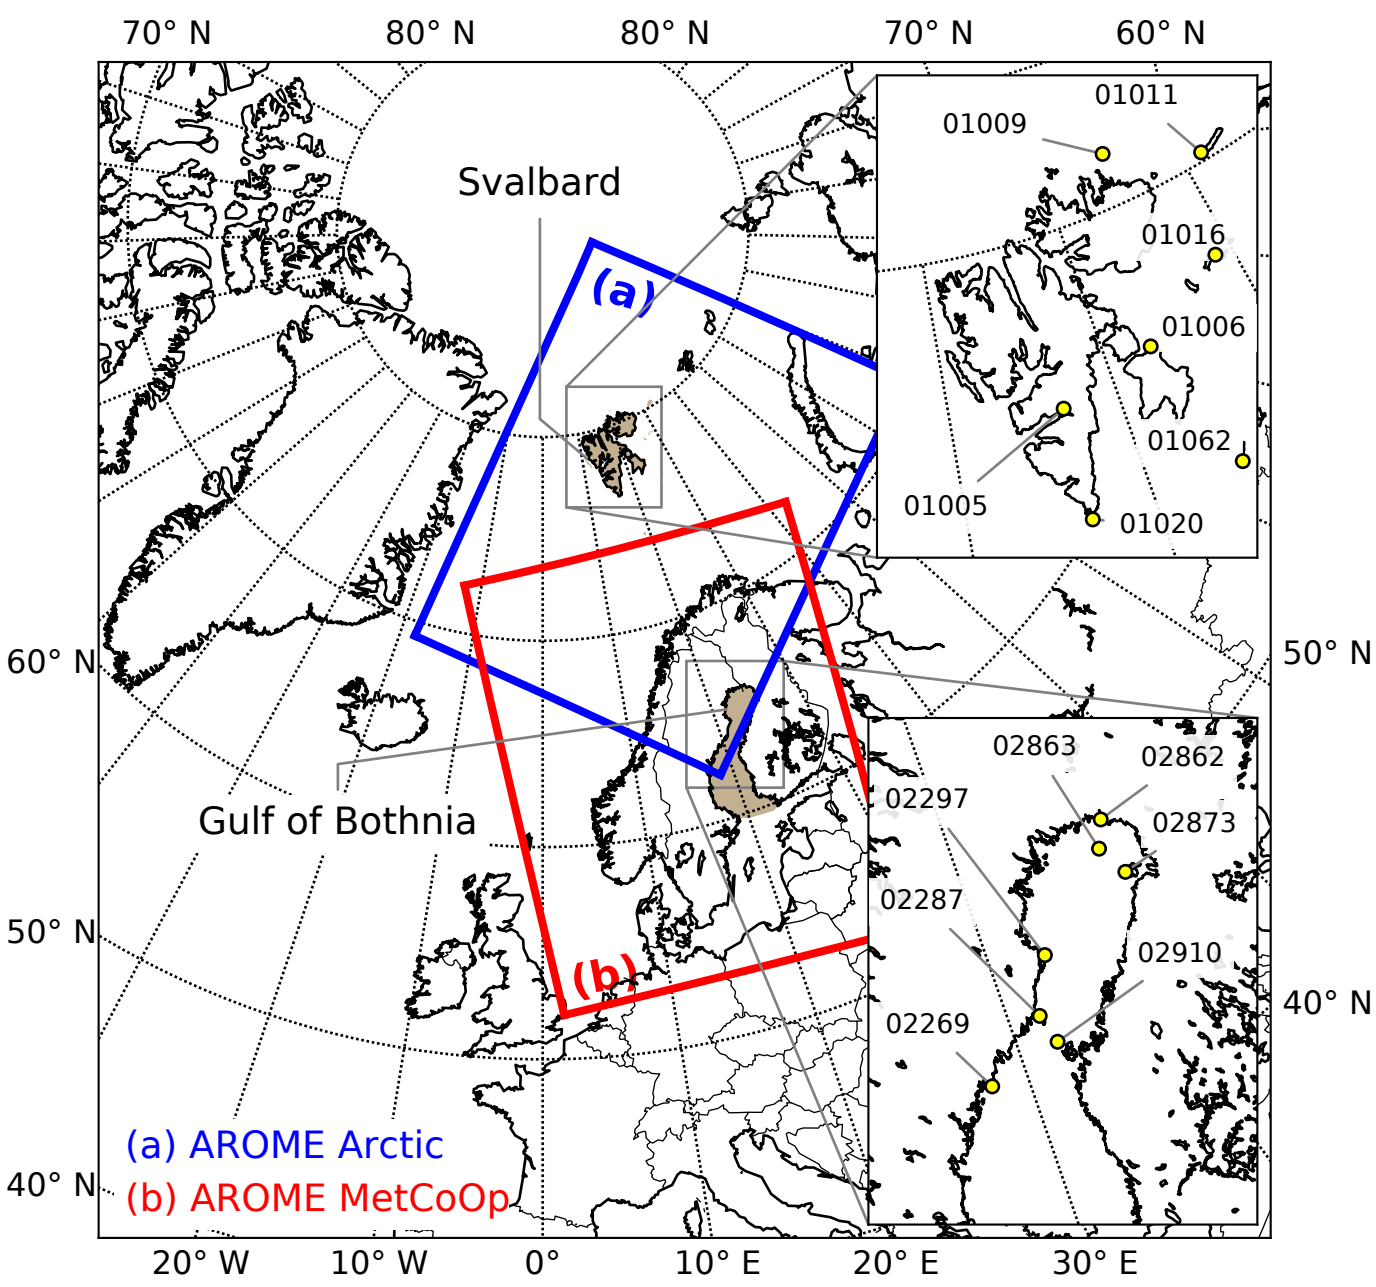 70° N
80° N
80° N
70° N
60° N
01011
01009
Svalbard
01016
(a)
01006
01062
01005
01020
60° N
50° N
02863
02862
02297
Gulf of Bothnia
02873
02287
50° N
02910
(b)
40° N
02269
(a) AROME Arctic
40° N
(b) AROME MetCoOp
20° W
10° W
0°
10° E
20° E
30° E